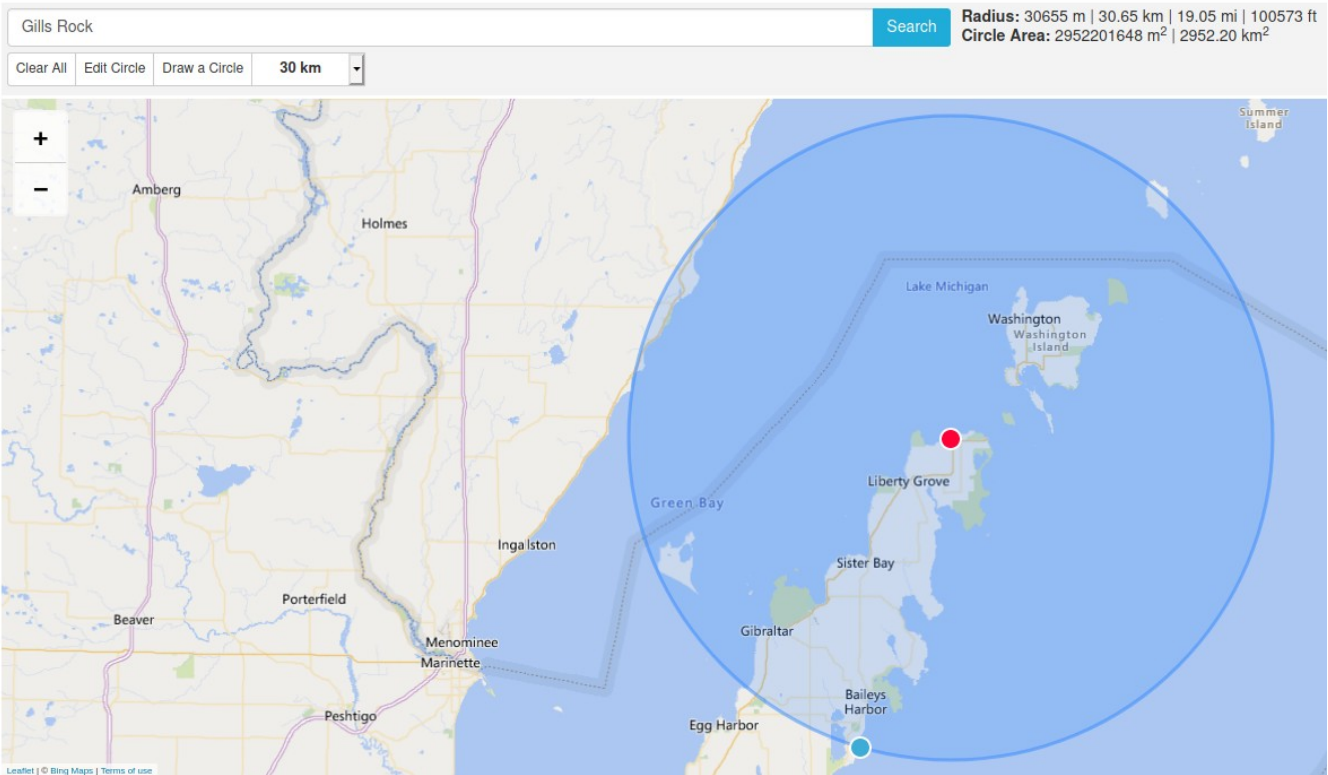 Gills Rock
Search
Radius: 30655 m | 30.65 km | 19.05 mi | 100573 ft
Circle Area: 2952201648 m² | 2952.20 km²
Clear All
Edit Circle
Draw a Circle
30 km
+
−
Summer
Island
Amberg
Holmes
Lake Michigan
Washington
Washington
Island
Liberty Grove
Green Bay
Ingallston
Sister Bay
Porterfield
Beaver
Gibraltar
Menominee
Marinette
Baileys
Harbor
Peshtigo
Egg Harbor
Leaflet | © Bing Maps | Terms of use